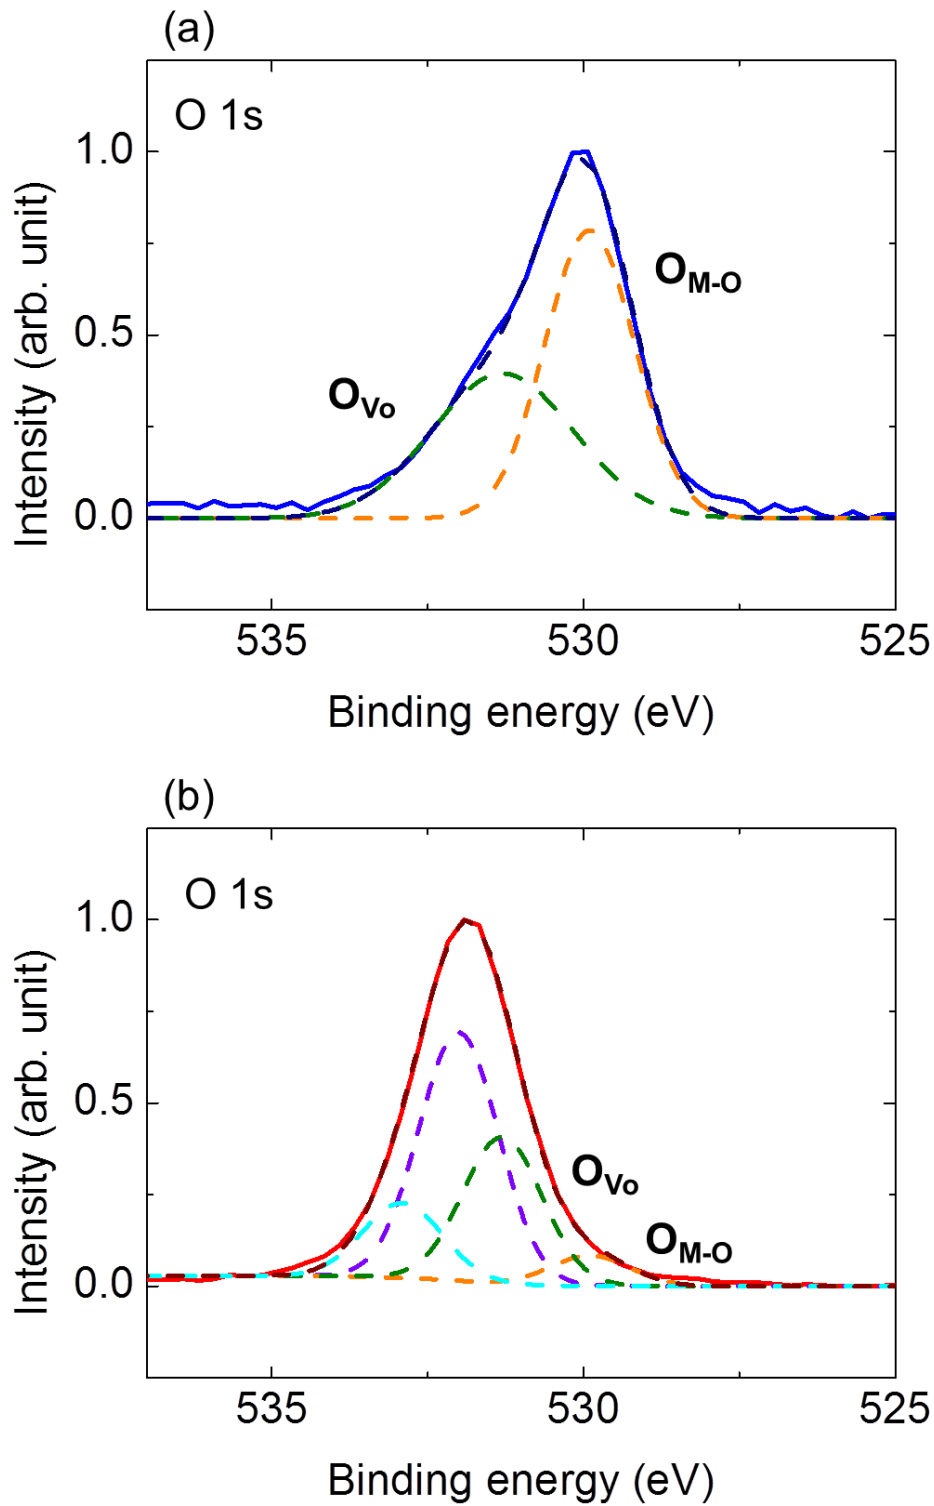 (a)
O 1s
1.0
O_M-O
0.5
O_Vo
0.0
Intensity (arb. unit)
535 530 525
Binding energy (eV)
(b)
O 1s
1.0
0.5
O_Vo
O_M-O
0.0
Intensity (arb. unit)
535 530 525
Binding energy (eV)